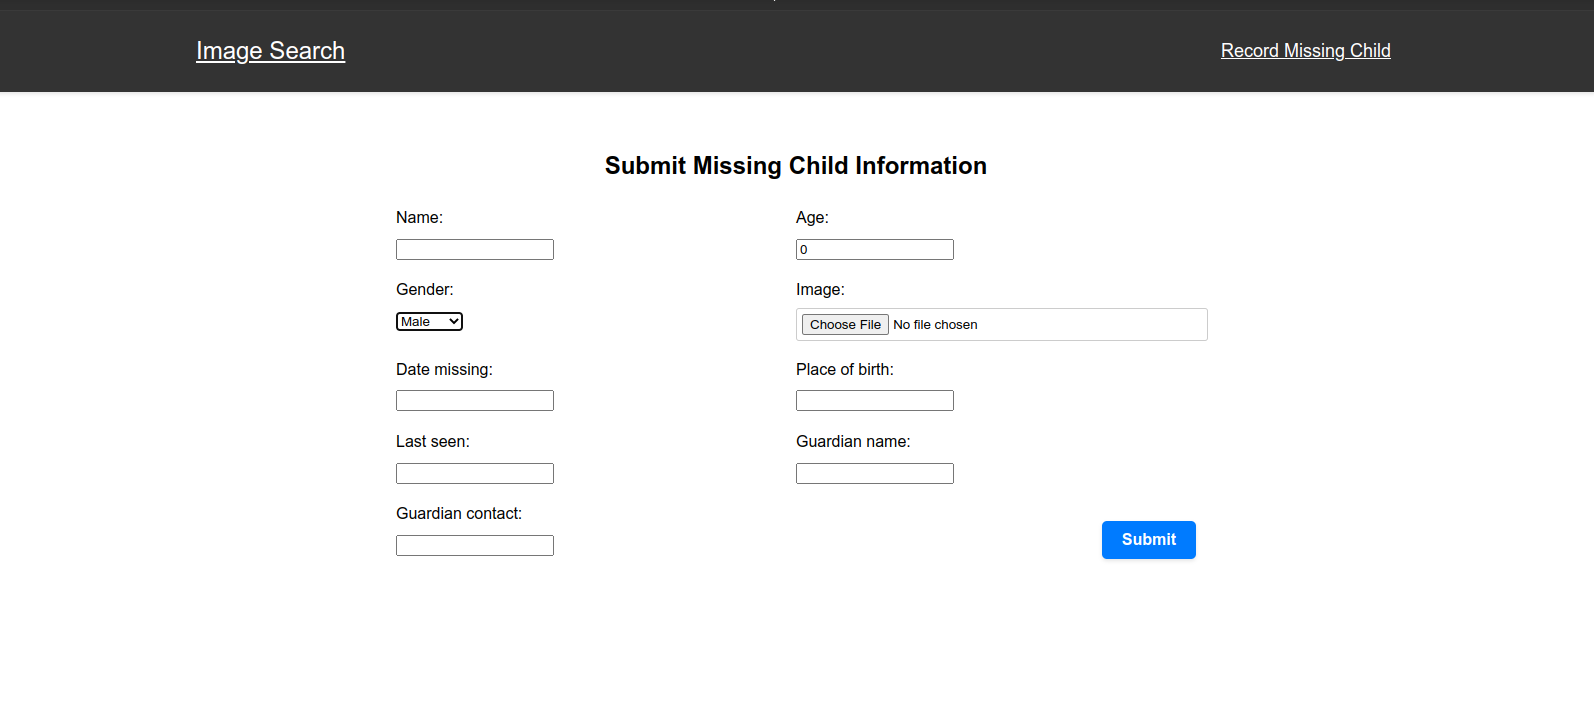 Image Search
Record Missing Child
Submit Missing Child Information
Name:
Age:
0
Gender:
Image:
Male
Choose File No file chosen
Date missing:
Place of birth:
Last seen:
Guardian name:
Guardian contact:
Submit